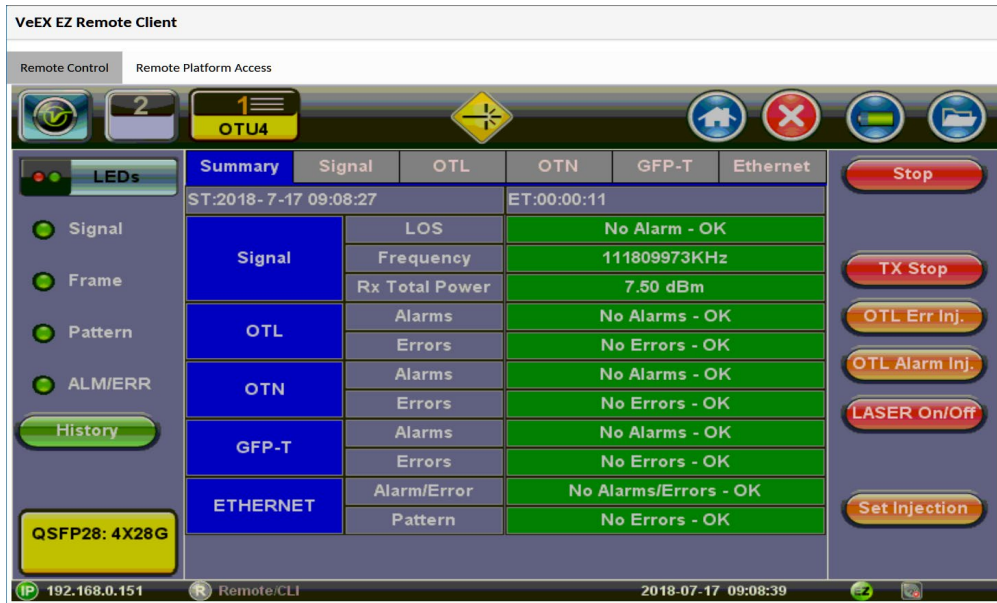 VeEX EZ Remote Client
Remote Control Remote Platform Access
2 1 OTU4
LEDs
Signal
Frame
Pattern
ALM/ERR
History
QSFP28: 4X28G
Summary Signal OTL OTN GFP-T Ethernet
ST:2018- 7-17 09:08:27 ET:00:00:11
Signal LOS No Alarm - OK
Frequency 111809973KHz
Rx Total Power 7.50 dBm
OTL Alarms No Alarms - OK
Errors No Errors - OK
OTN Alarms No Alarms - OK
Errors No Errors - OK
GFP-T Alarms No Alarms - OK
Errors No Errors - OK
ETHERNET Alarm/Error No Alarms/Errors - OK
Pattern No Errors - OK
Stop
TX Stop
OTL Err Inj.
OTL Alarm Inj.
LASER On/Off
Set Injection
IP 192.168.0.151 R Remote/CLI 2018-07-17 09:08:39 EZ